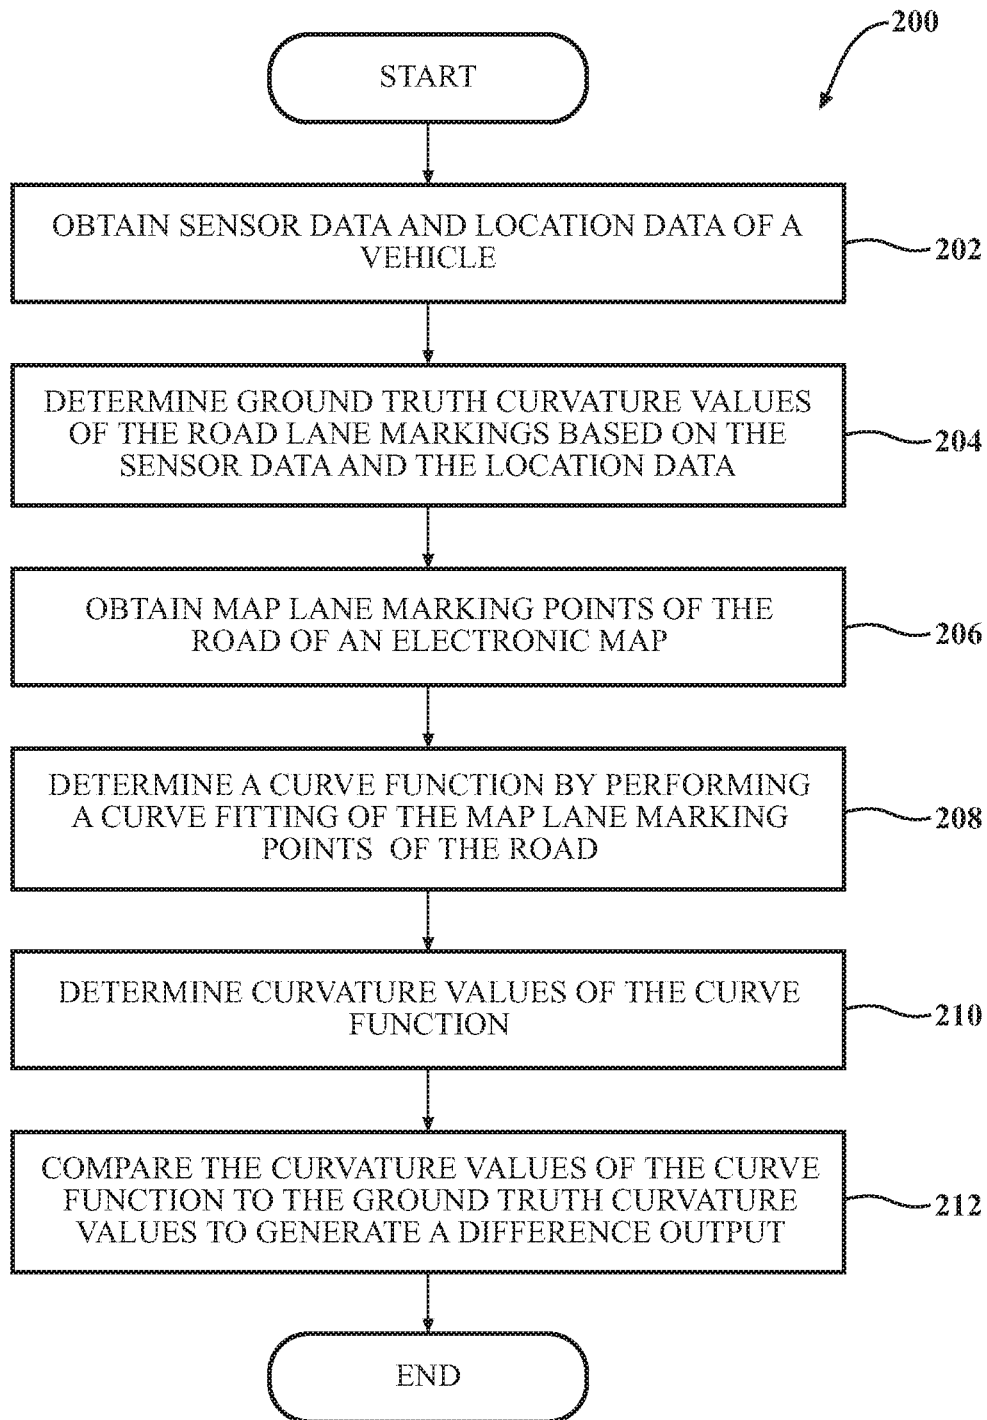 200
START
OBTAIN SENSOR DATA AND LOCATION DATA OF A
VEHICLE
202
DETERMINE GROUND TRUTH CURVATURE VALUES
OF THE ROAD LANE MARKINGS BASED ON THE
SENSOR DATA AND THE LOCATION DATA
204
OBTAIN MAP LANE MARKING POINTS OF THE
ROAD OF AN ELECTRONIC MAP
206
DETERMINE A CURVE FUNCTION BY PERFORMING
A CURVE FITTING OF THE MAP LANE MARKING
POINTS OF THE ROAD
208
DETERMINE CURVATURE VALUES OF THE CURVE
FUNCTION
210
COMPARE THE CURVATURE VALUES OF THE CURVE
FUNCTION TO THE GROUND TRUTH CURVATURE
VALUES TO GENERATE A DIFFERENCE OUTPUT
212
END